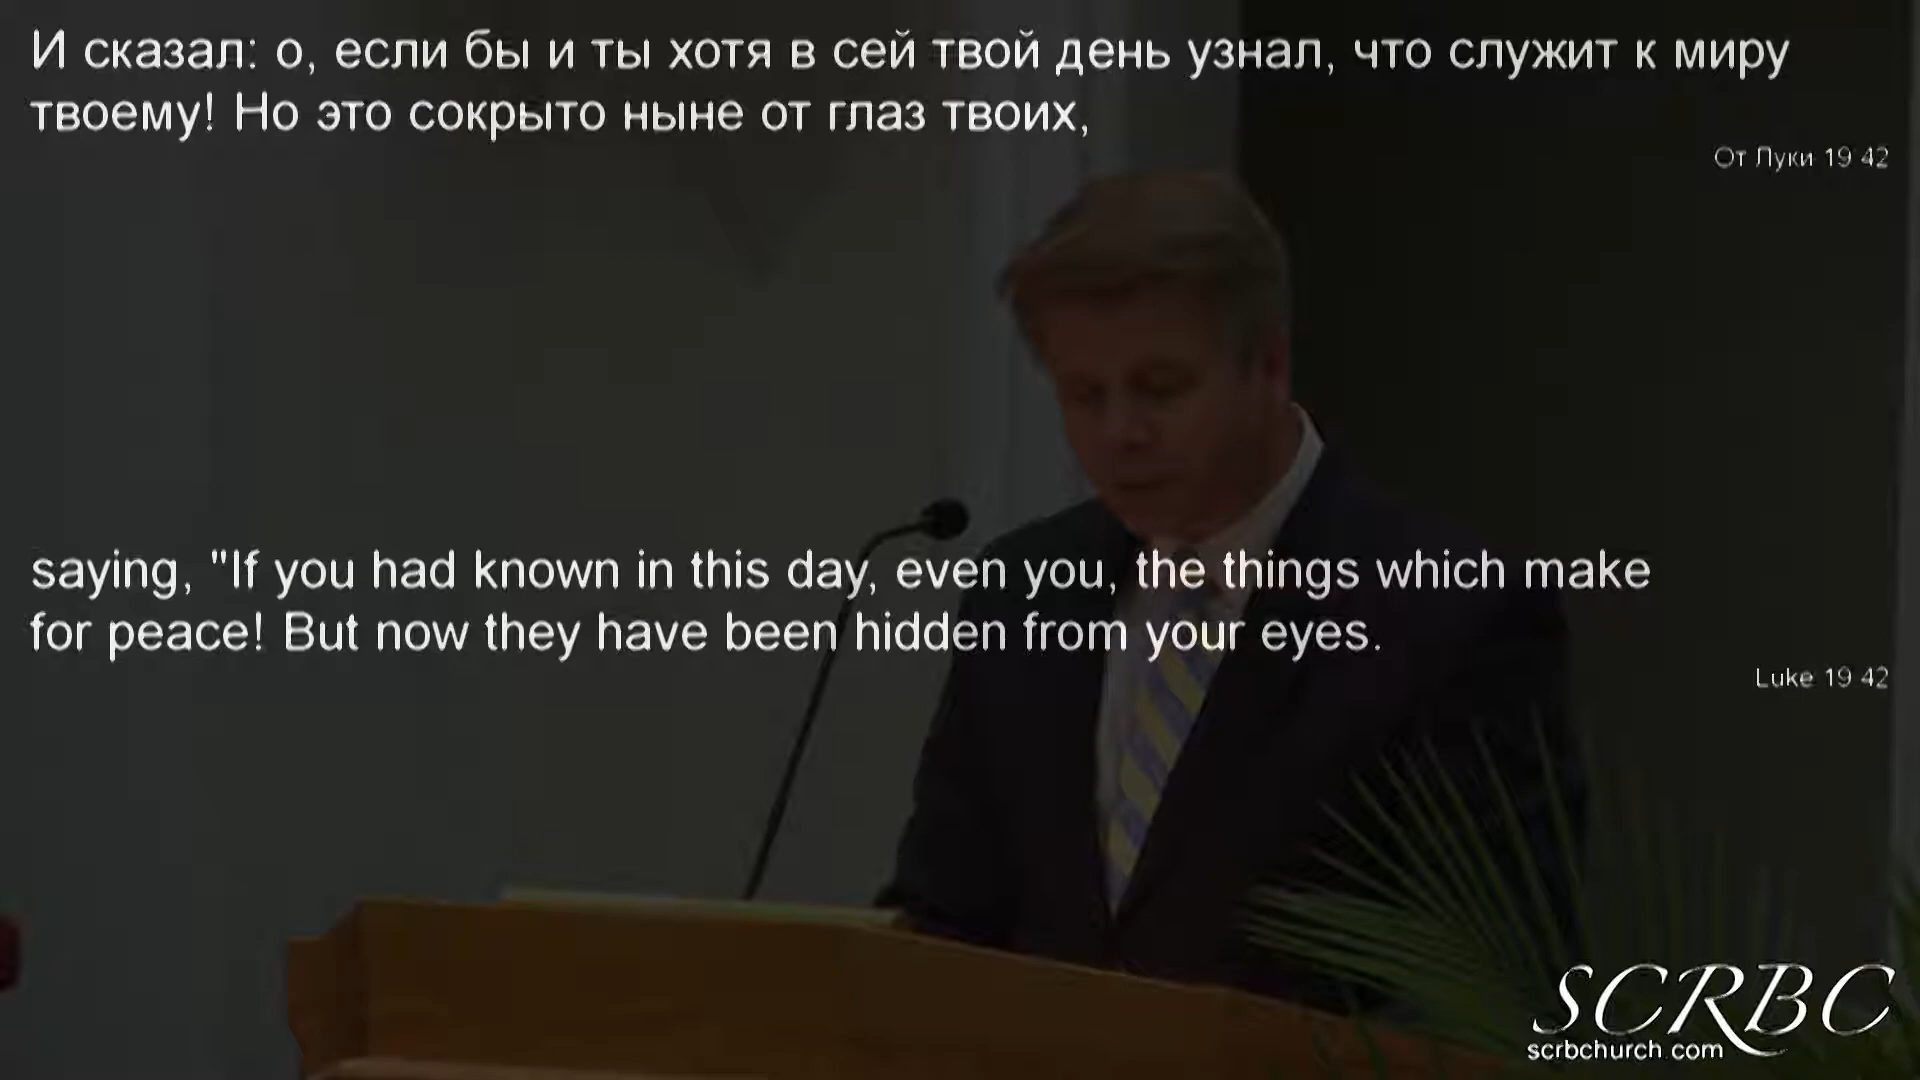 И сказал: о, если бы и ты хотя в сей твой день узнал, что служит к миру
твоему! Но это сокрыто ныне от глаз твоих,
От Луки 19 42
saying, "If you had known in this day, even you, the things which make
for peace! But now they have been hidden from your eyes.
Luke 19 42
SCRBC
scrbchurch.com